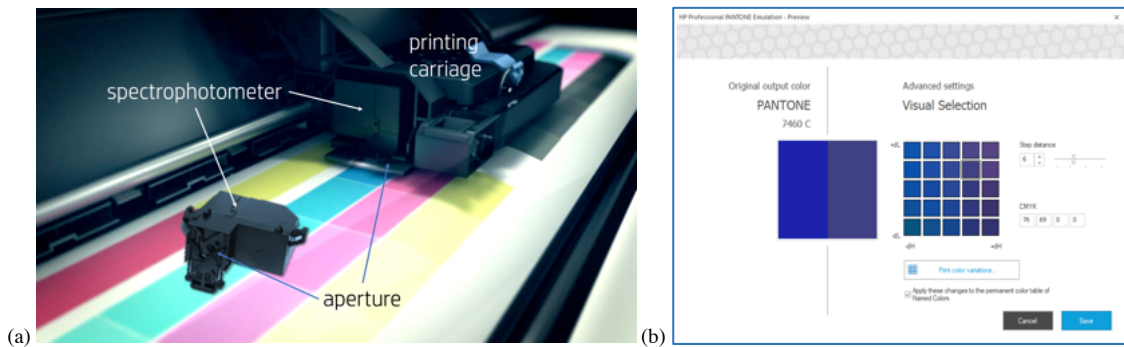 printing
carriage
spectrophotometer
aperture
(a)
HP Professional PANTONE Emulation - Preview
Original output color
PANTONE
7460 C
Advanced settings
Visual Selection
+dL
-dL
-dH
+dH
Step distance
6
CMYK
76 69 0 0
Print color variations...
Apply these changes to the permanent color table of
Named Colors
Cancel
Save
(b)